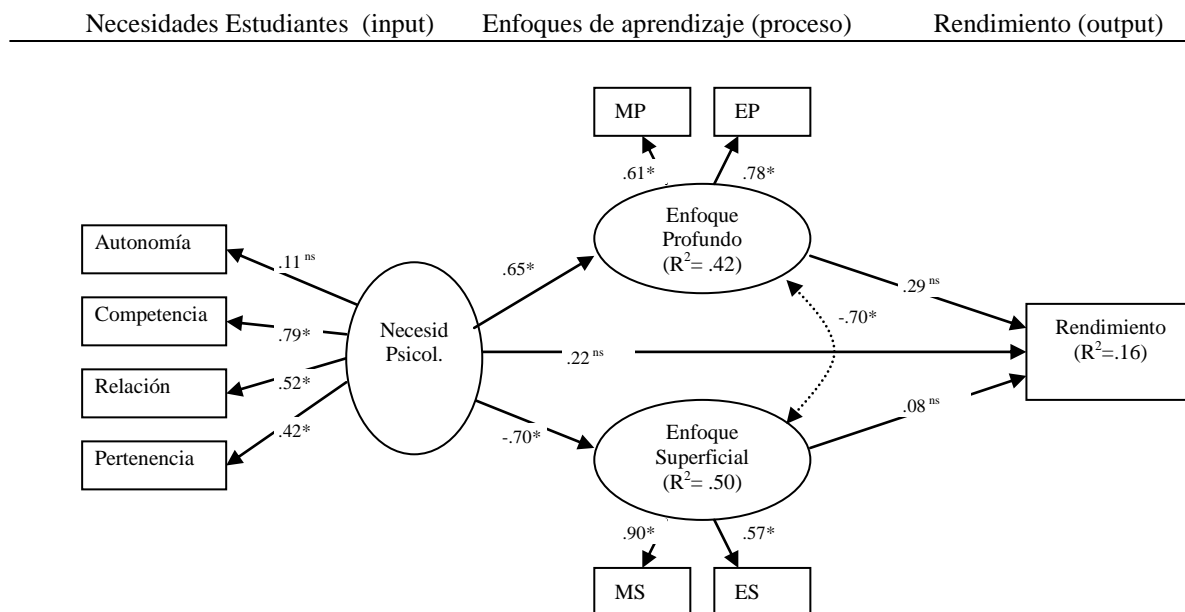 Necesidades Estudiantes (input) Enfoques de aprendizaje (proceso) Rendimiento (output)
MP EP
.61* .78*
Enfoque
Profundo
(R²= .42)
Autonomía
.11 ns
.65*
.29 ns
Competencia
.79*
Necesid
Psicol.
-.70*
Rendimiento
(R²=.16)
.22 ns
Relación
.52*
.08 ns
.42*
-.70*
Pertenencia
Enfoque
Superficial
(R²= .50)
.90* .57*
MS ES